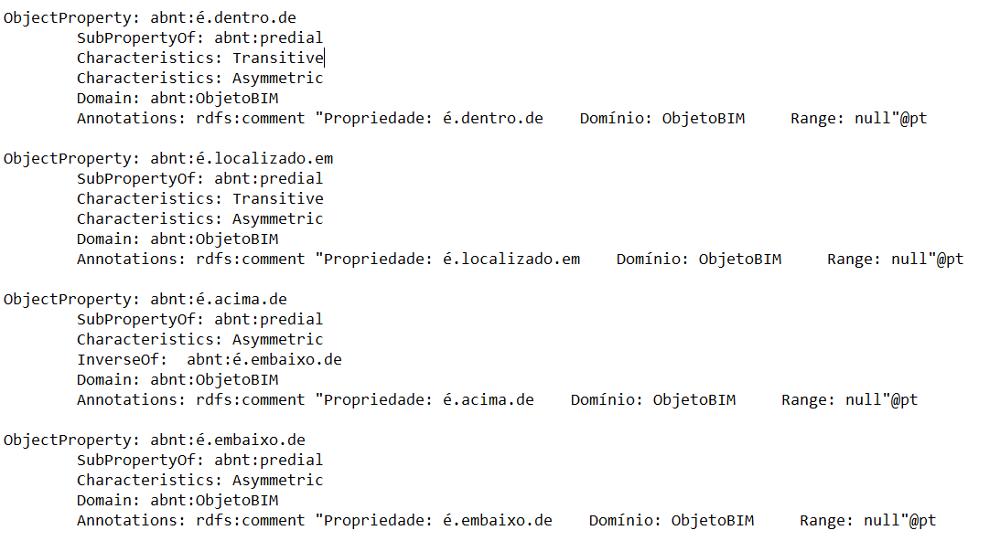 ObjectProperty: abnt:é.dentro.de
SubPropertyOf: abnt:predial
Characteristics: Transitive
Characteristics: Asymmetric
Domain: abnt:ObjetoBIM
Annotations: rdfs:comment "Propriedade: é.dentro.de    Domínio: ObjetoBIM     Range: null"@pt
ObjectProperty: abnt:é.localizado.em
SubPropertyOf: abnt:predial
Characteristics: Transitive
Characteristics: Asymmetric
Domain: abnt:ObjetoBIM
Annotations: rdfs:comment "Propriedade: é.localizado.em    Domínio: ObjetoBIM     Range: null"@pt
ObjectProperty: abnt:é.acima.de
SubPropertyOf: abnt:predial
Characteristics: Asymmetric
InverseOf:  abnt:é.embaixo.de
Domain: abnt:ObjetoBIM
Annotations: rdfs:comment "Propriedade: é.acima.de    Domínio: ObjetoBIM     Range: null"@pt
ObjectProperty: abnt:é.embaixo.de
SubPropertyOf: abnt:predial
Characteristics: Asymmetric
Domain: abnt:ObjetoBIM
Annotations: rdfs:comment "Propriedade: é.embaixo.de    Domínio: ObjetoBIM     Range: null"@pt